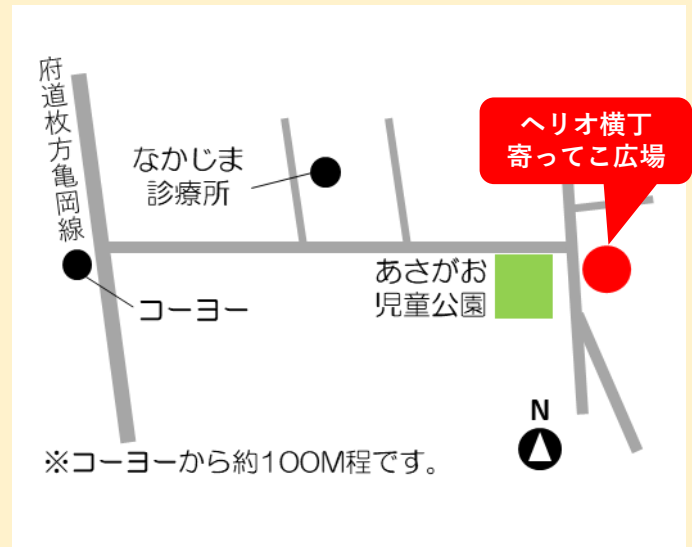 府道枚方亀岡線
なかじま
診療所
ヘリオ横丁
寄ってこ広場
コーヨー
あさがお
児童公園
N
※コーヨーから約100M程です。